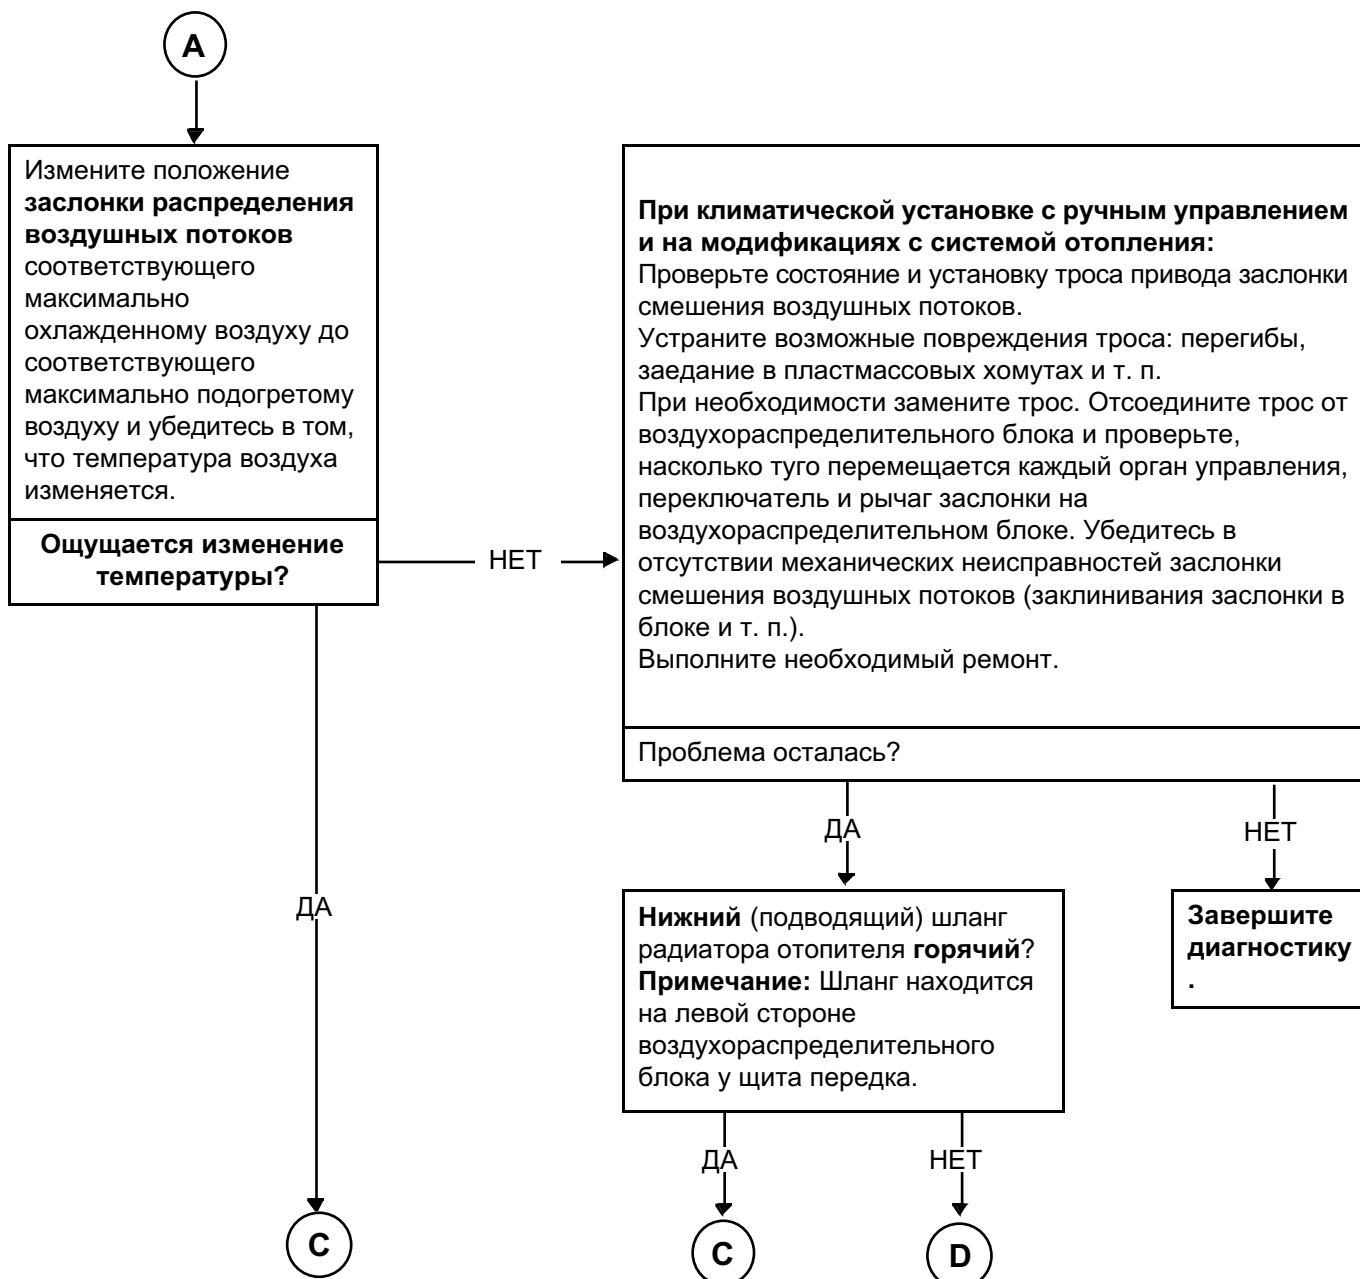 A
Измените положение
заслонки распределения
воздушных потоков
соответствующего
максимально
охлажденному воздуху до
соответствующего
максимально подогретому
воздуху и убедитесь в том,
что температура воздуха
изменяется.
Ощущается изменение
температуры?
НЕТ
При климатической установке с ручным управлением
и на модификациях с системой отопления:
Проверьте состояние и установку троса привода заслонки
смешения воздушных потоков.
Устраните возможные повреждения троса: перегибы,
заедание в пластмассовых хомутах и т. п.
При необходимости замените трос. Отсоедините трос от
воздухораспределительного блока и проверьте,
насколько туго перемещается каждый орган управления,
переключатель и рычаг заслонки на
воздухораспределительном блоке. Убедитесь в
отсутствии механических неисправностей заслонки
смешения воздушных потоков (заклинивания заслонки в
блоке и т. п.).
Выполните необходимый ремонт.
Проблема осталась?
ДА
НЕТ
ДА
Нижний (подводящий) шланг
радиатора отопителя горячий?
Примечание: Шланг находится
на левой стороне
воздухораспределительного
блока у щита передка.
Завершите
диагностику
.
ДА
НЕТ
C
C
D